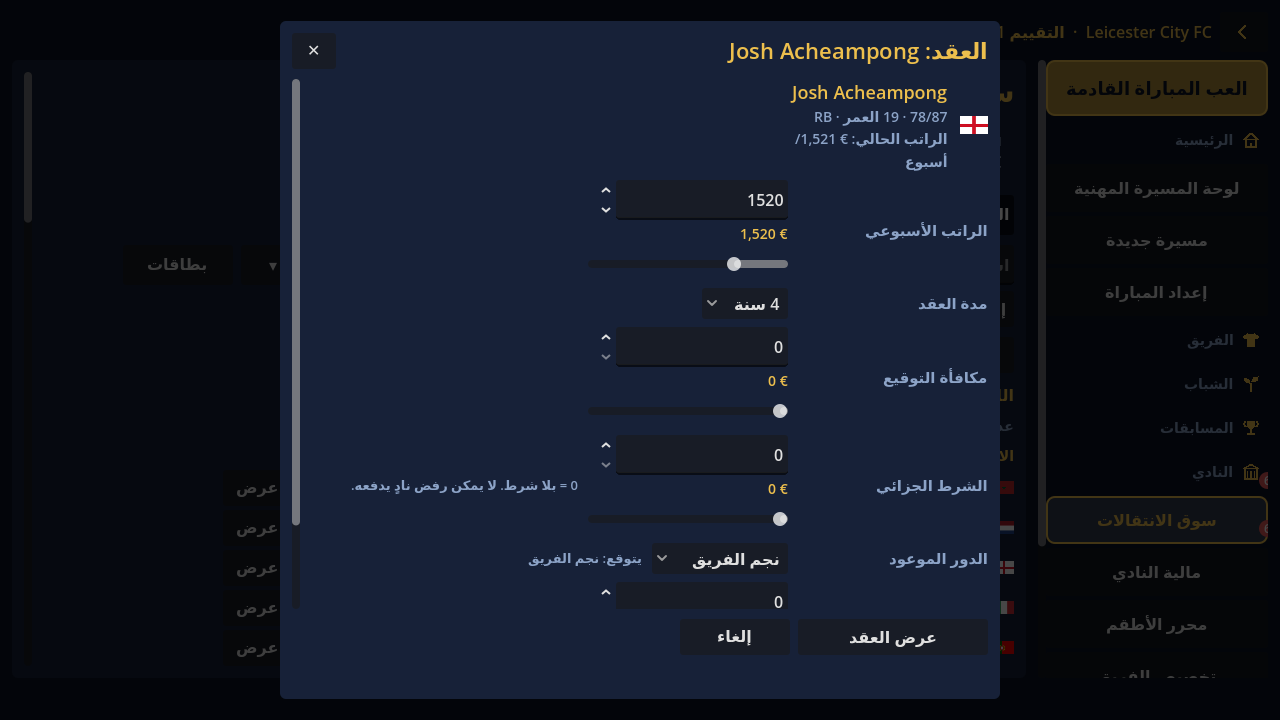 Leicester City FC · التقييم
العقد: Josh Acheampong
×
Josh Acheampong
RB · العمر 19 · 78/87
الراتب الحالي: € 1,521/
أسبوع
الراتب الأسبوعي
1520
1,520 €
مدة العقد
4 سنة
مكافأة التوقيع
0
0 €
الشرط الجزائي
0
0 €
0 = بلا شرط. لا يمكن رفض نادٍ يدفعه.
الدور الموعود
نجم الفريق
يتوقع: نجم الفريق
0
عرض العقد
إلغاء
العب المباراة القادمة
الرئيسية
لوحة المسيرة المهنية
مسيرة جديدة
إعداد المباراة
الفريق
الشباب
المسابقات
النادي
سوق الانتقالات
مالية النادي
محرر الأطقم
بطاقات
عرض
عرض
عرض
عرض
عرض